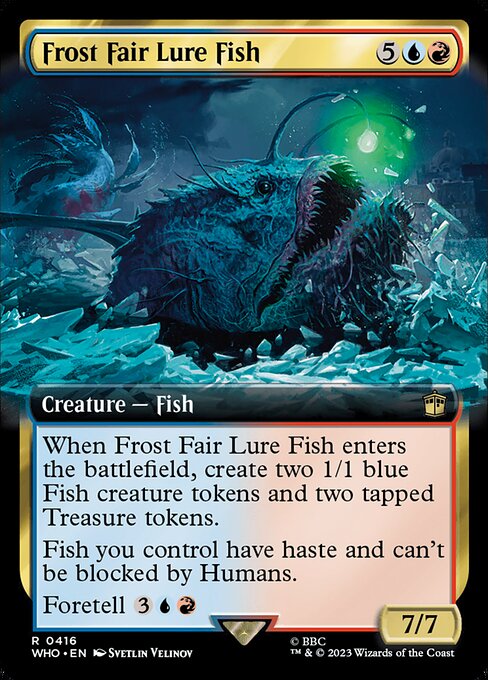 Frost Fair Lure Fish 5
Creature — Fish
When Frost Fair Lure Fish enters
the battlefield, create two 1/1 blue
Fish creature tokens and two tapped
Treasure tokens.
Fish you control have haste and can't
be blocked by Humans.
Foretell 3
7/7
R 0416
WHO • EN Svetlin Velinov
© BBC
™ & © 2023 Wizards of the Coast